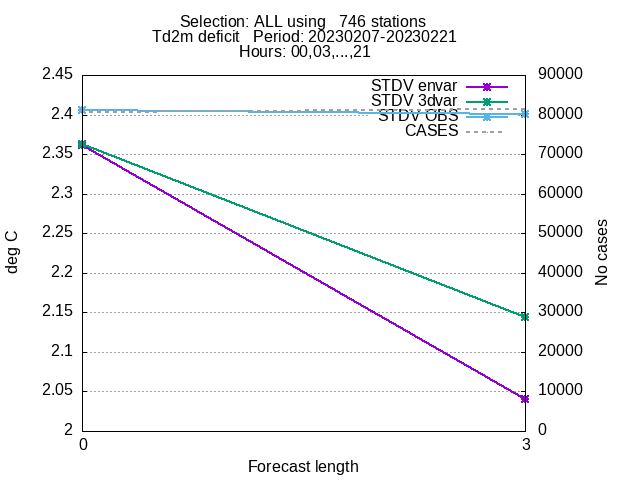 Selection: ALL using   746 stations
Td2m deficit   Period: 20230207-20230221
Hours: 00,03,...,21
2.45
2.4
2.35
2.3
2.25
2.2
2.15
2.1
2.05
2
deg C
STDV envar
STDV 3dvar
STDV OBS
CASES
90000
80000
70000
60000
50000
40000
30000
20000
10000
0
No cases
0
3
Forecast length